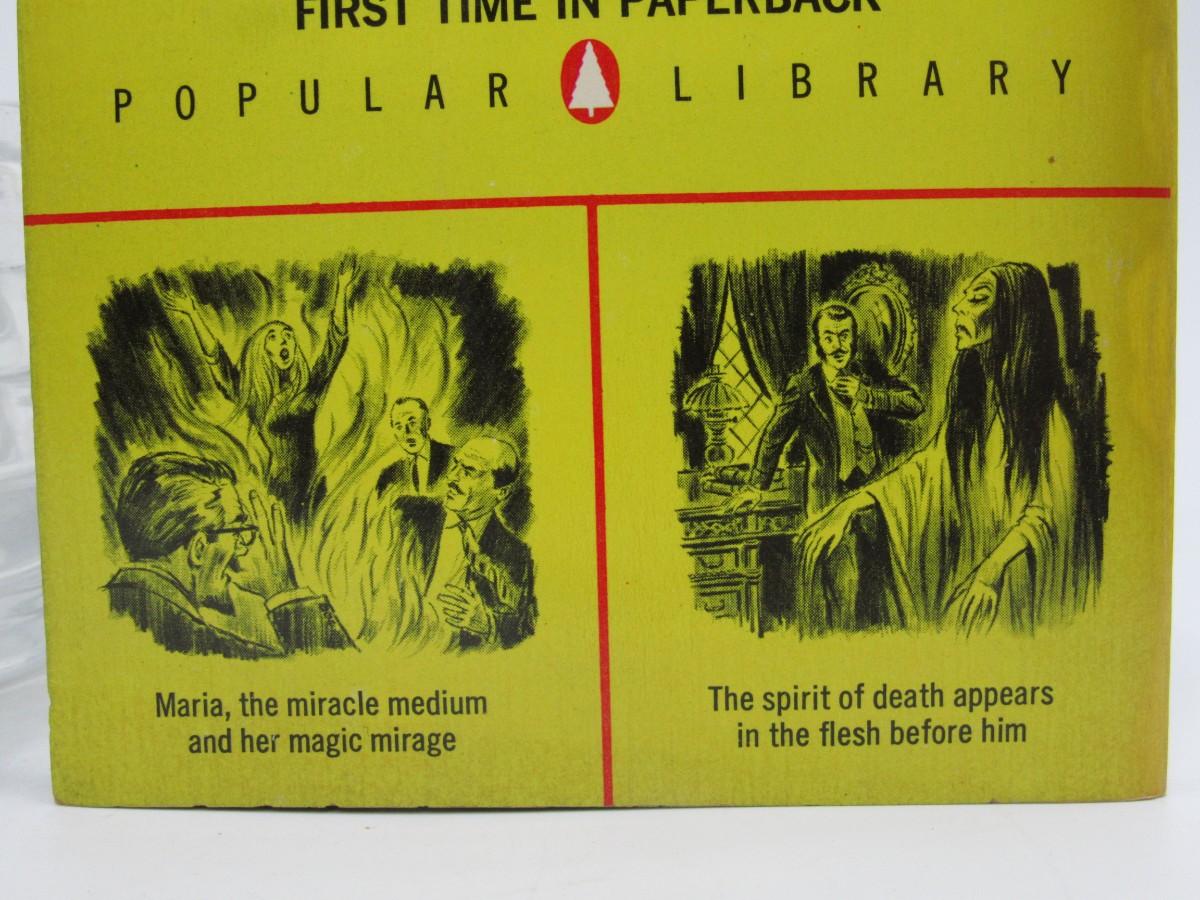 FIRST TIME IN PAPERBACK
POPULAR LIBRARY
Maria, the miracle medium
and her magic mirage
The spirit of death appears
in the flesh before him